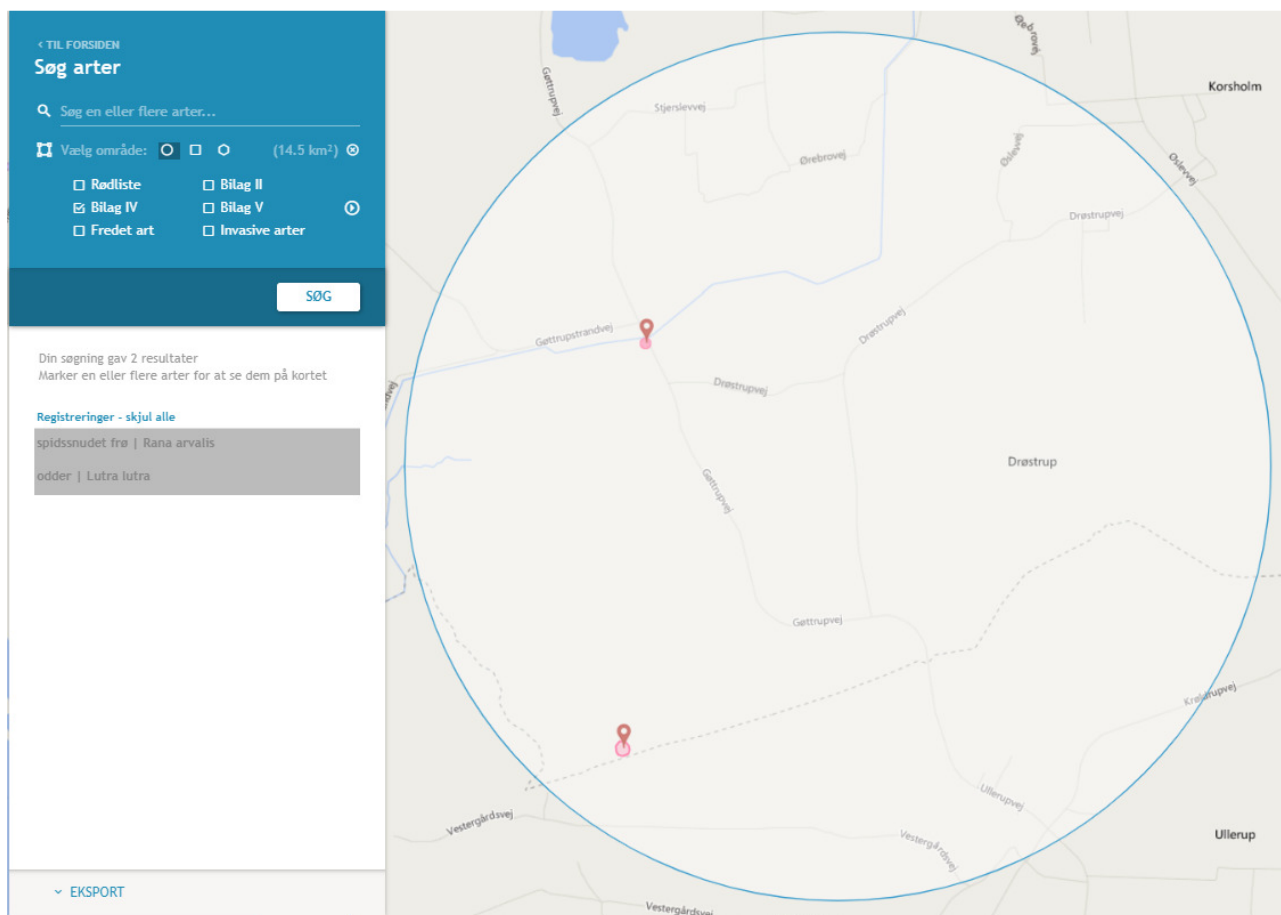 ‹ TIL FORSIDEN
Søg arter
Søg en eller flere arter...
Vælg område: (14.5 km²)
Rødliste Bilag II
Bilag IV Bilag V
Fredet art Invasive arter
SØG
Din søgning gav 2 resultater
Marker en eller flere arter for at se dem på kortet
Registreringer - skjul alle
spidssnudet frø | Rana arvalis
odder | Lutra lutra
EKSPORT
Gøttrupvej
Stjerslevvej
Ørebrovej
Ørebrovej
Korsholm
Øslevvej
Øslevvej
Drøstrupvej
Gøttrupstrandvej
Drøstrupvej
Drøstrupvej
Drøstrup
Gøttrupvej
Gøttrupvej
Krøldrupvej
Ullerupvej
Vestergårdsvej
Vestergårdsvej
Ullerup
Vestergårdsvej